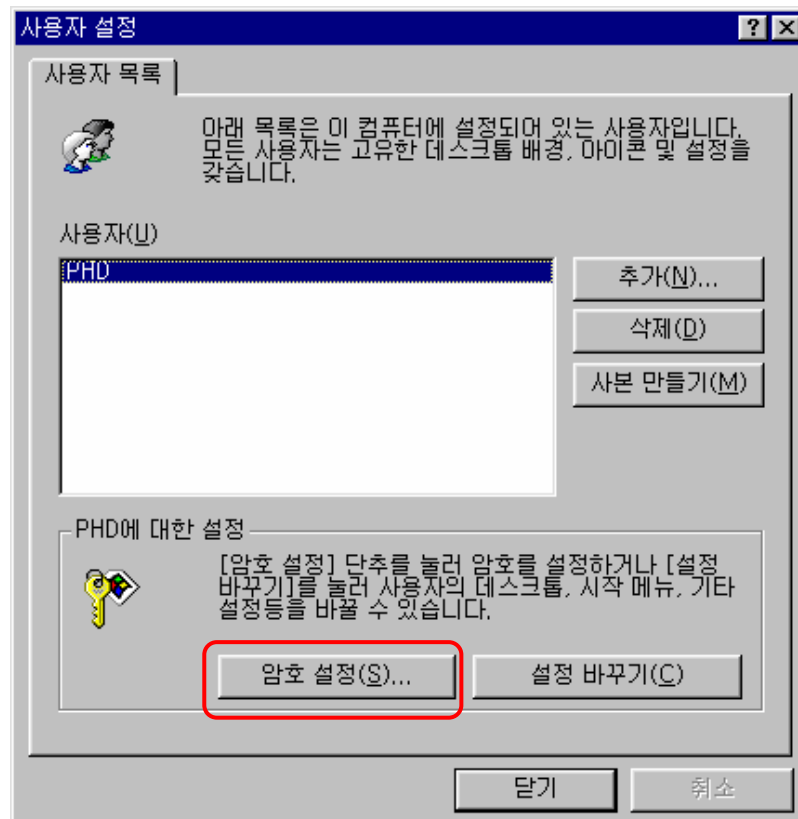 사용자 설정
사용자 목록
아래 목록은 이 컴퓨터에 설정되어 있는 사용자입니다.
모든 사용자는 고유한 데스크톱 배경, 아이콘 및 설정을
갖습니다.
사용자(U)
PHD
추가(N)...
삭제(D)
사본 만들기(M)
PHD에 대한 설정
[암호 설정] 단추를 눌러 암호를 설정하거나 [설정
바꾸기]를 눌러 사용자의 데스크톱, 시작 메뉴, 기타
설정등을 바꿀 수 있습니다.
암호 설정(S)...
설정 바꾸기(C)
닫기
취소